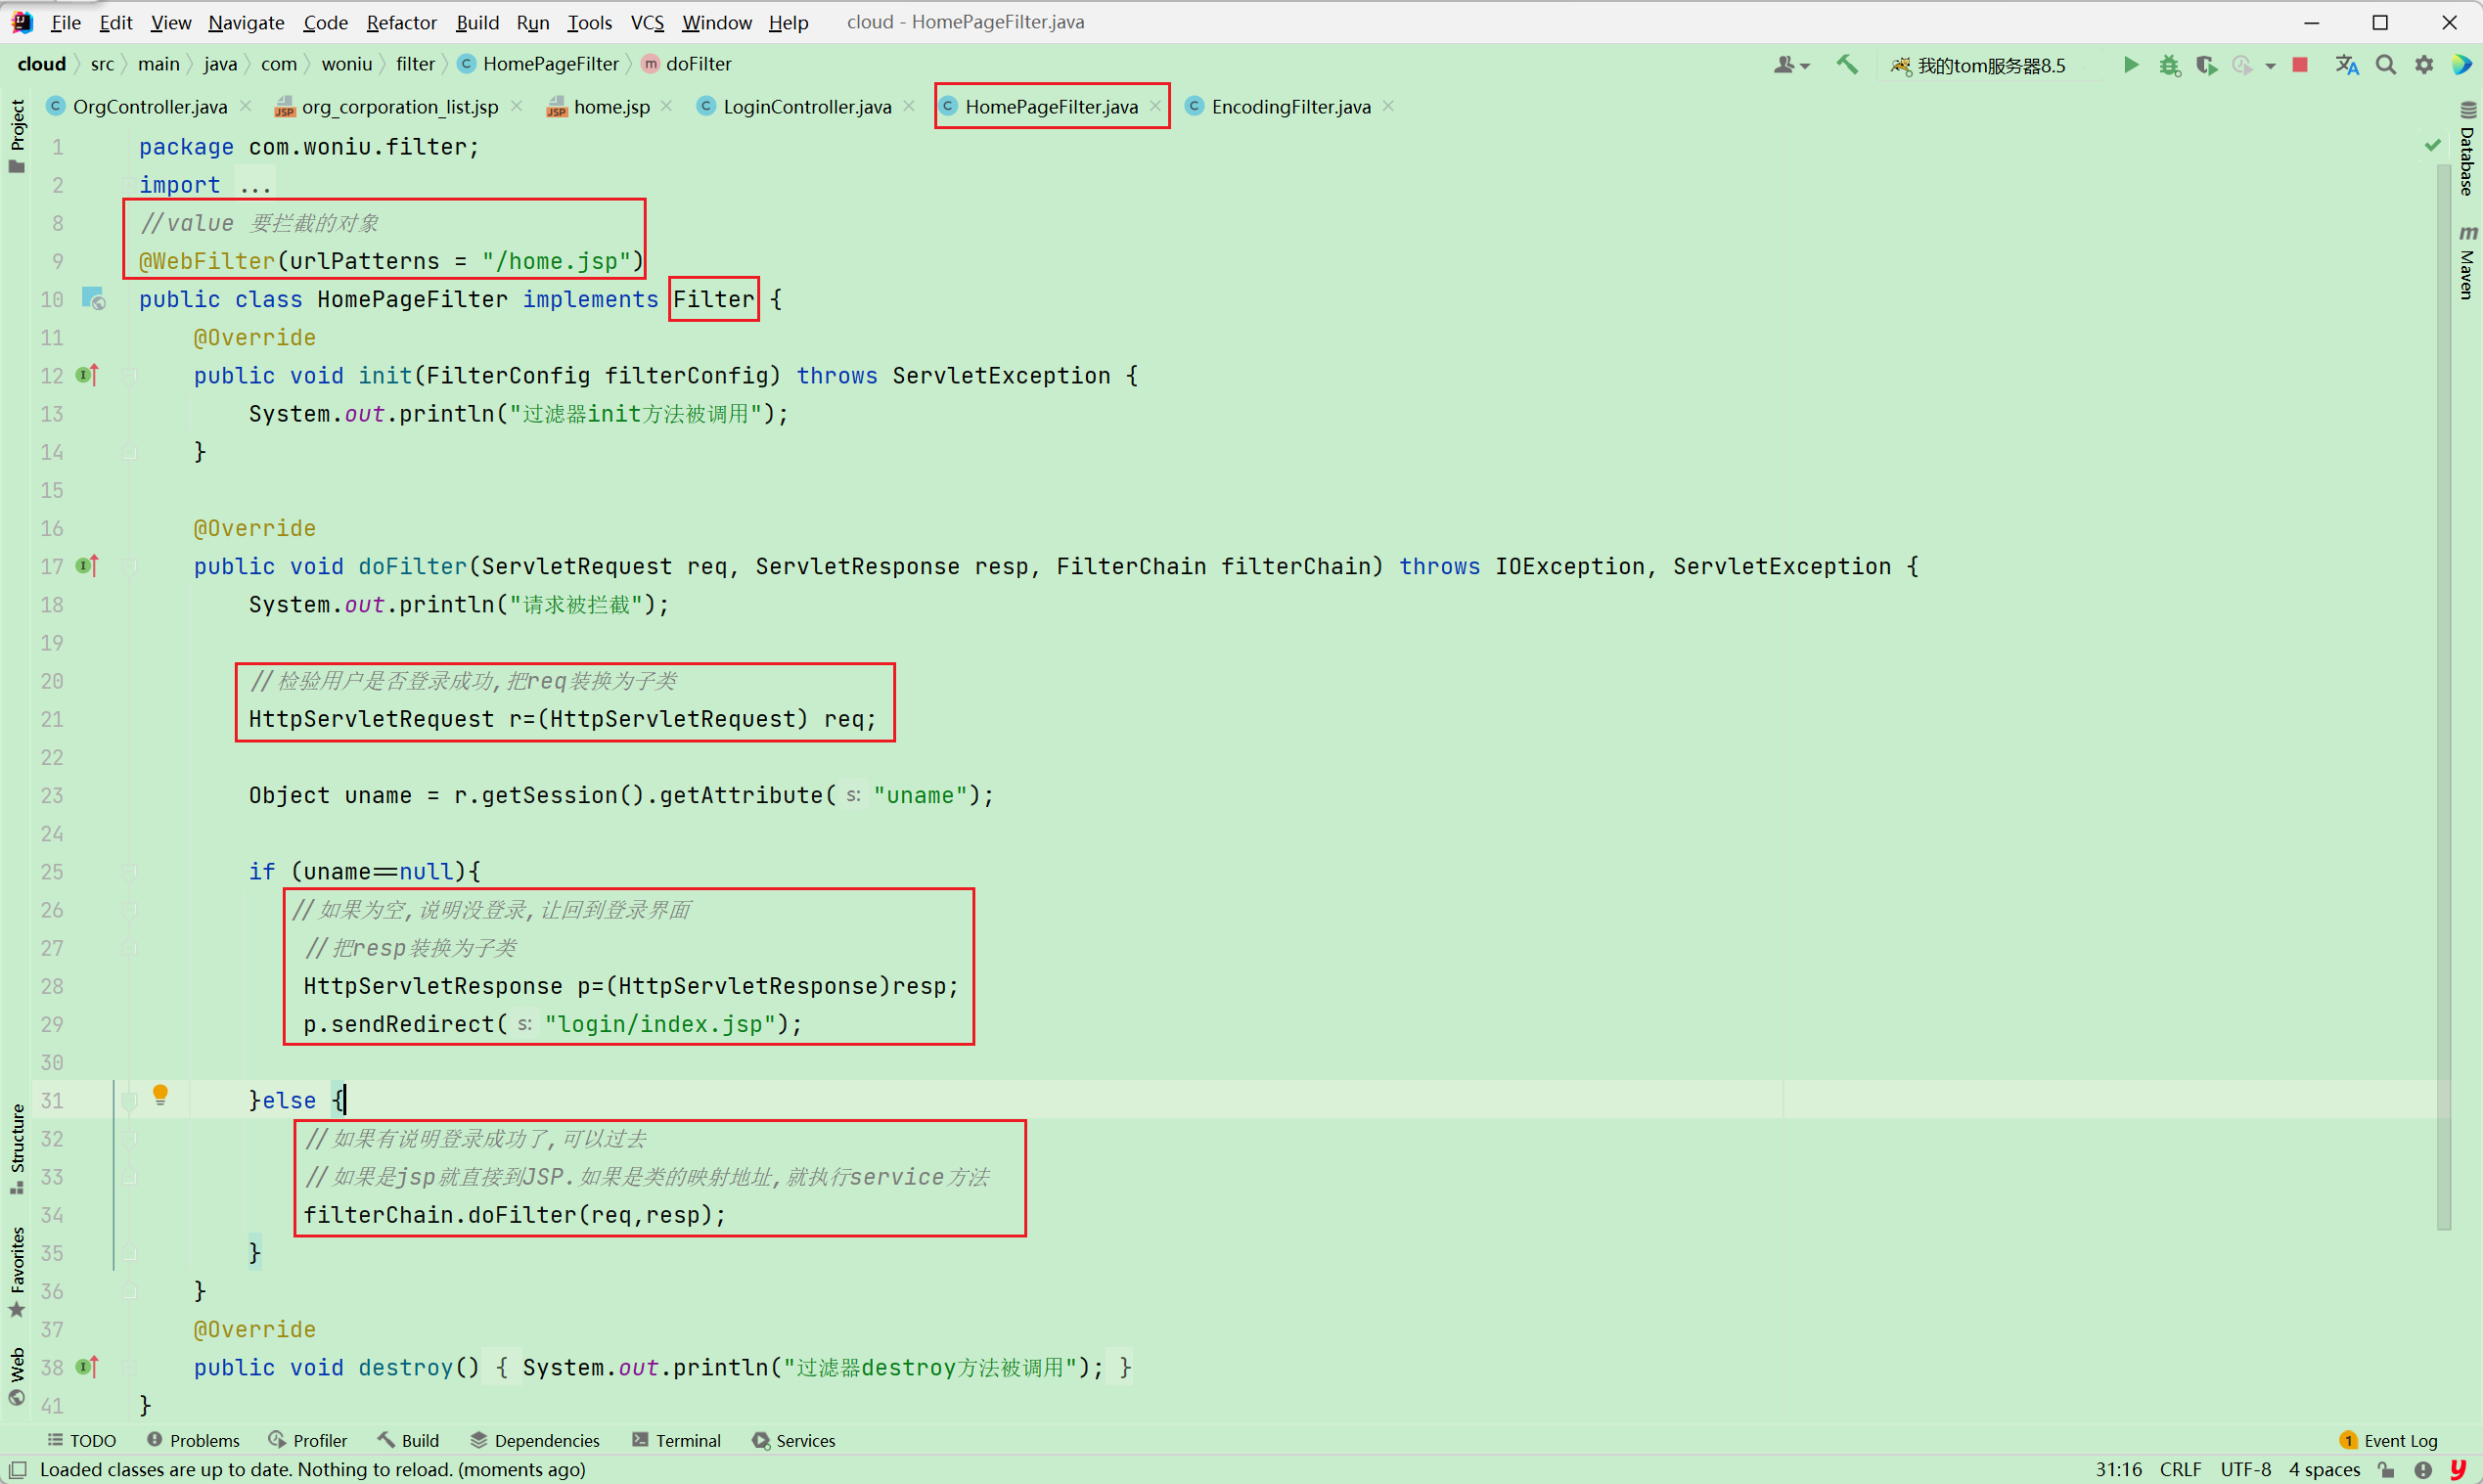 File Edit View Navigate Code Refactor Build Run Tools VCS Window Help cloud - HomePageFilter.java
cloud src main java com woniu filter HomePageFilter doFilter 我的tom服务器8.5
OrgController.java org_corporation_list.jsp home.jsp LoginController.java HomePageFilter.java EncodingFilter.java
Project
Structure
Favorites
Web
Database
Maven
1 package com.woniu.filter;
2 import ...
8 //value 要拦截的对象
9 @WebFilter(urlPatterns = "/home.jsp")
10 public class HomePageFilter implements Filter {
11 @Override
12 public void init(FilterConfig filterConfig) throws ServletException {
13 System.out.println("过滤器init方法被调用");
14 }
15
16 @Override
17 public void doFilter(ServletRequest req, ServletResponse resp, FilterChain filterChain) throws IOException, ServletException {
18 System.out.println("请求被拦截");
19
20 //检验用户是否登录成功,把req装换为子类
21 HttpServletRequest r=(HttpServletRequest) req;
22
23 Object uname = r.getSession().getAttribute( s: "uname");
24
25 if (uname==null){
26 //如果为空,说明没登录,让回到登录界面
27 //把resp装换为子类
28 HttpServletResponse p=(HttpServletResponse)resp;
29 p.sendRedirect( s: "login/index.jsp");
30
31 }else {
32 //如果有说明登录成功了,可以过去
33 //如果是jsp就直接到JSP.如果是类的映射地址,就执行service方法
34 filterChain.doFilter(req,resp);
35 }
36 }
37 @Override
38 public void destroy() { System.out.println("过滤器destroy方法被调用"); }
41 }
TODO Problems Profiler Build Dependencies Terminal Services 1 Event Log
Loaded classes are up to date. Nothing to reload. (moments ago) 31:16 CRLF UTF-8 4 spaces